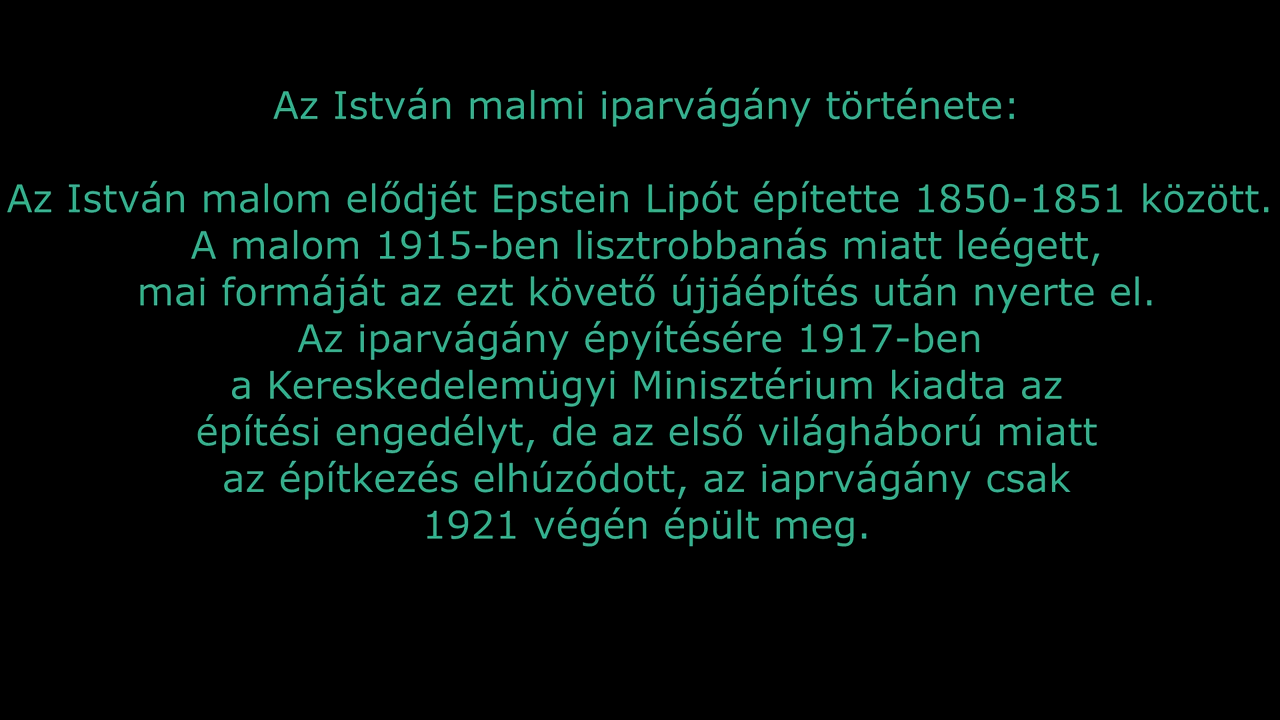 Az István malmi iparvágány története:
Az István malom elődjét Epstein Lipót építette 1850-1851 között.
A malom 1915-ben lisztrobbanás miatt leégett,
mai formáját az ezt követő újjáépítés után nyerte el.
Az iparvágány épyítésére 1917-ben
a Kereskedelemügyi Minisztérium kiadta az
építési engedélyt, de az első világháború miatt
az építkezés elhúzódott, az iaprvágány csak
1921 végén épült meg.